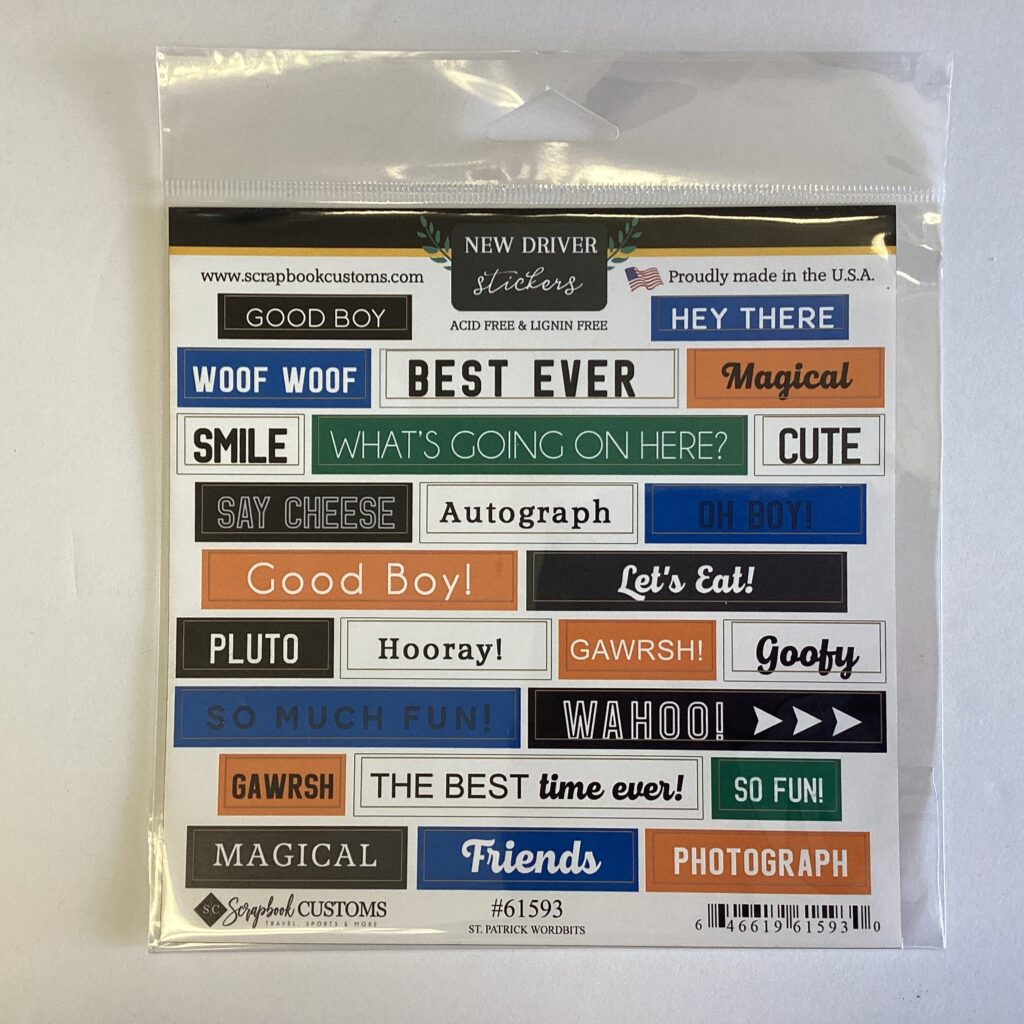 NEW DRIVER
stickers
www.scrapbookcustoms.com
Proudly made in the U.S.A.
ACID FREE & LIGNIN FREE
GOOD BOY
HEY THERE
WOOF WOOF
BEST EVER
Magical
SMILE
WHAT'S GOING ON HERE?
CUTE
SAY CHEESE
Autograph
OH BOY!
Good Boy!
Let's Eat!
PLUTO
Hooray!
GAWRSH!
Goofy
SO MUCH FUN!
WAHOO!
GAWRSH
THE BEST time ever!
SO FUN!
MAGICAL
Friends
PHOTOGRAPH
S.C
Scrapbook CUSTOMS
TRAVEL, SPORTS & MORE
#61593
ST. PATRICK WORDBITS
6 46619 61593 0